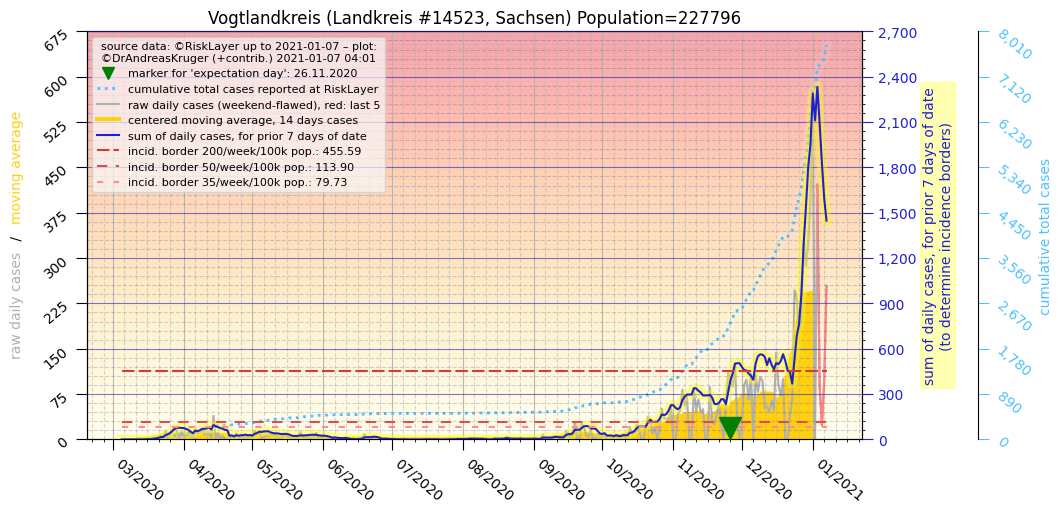 Vogtlandkreis (Landkreis #14523, Sachsen) Population=227796
source data: ©RiskLayer up to 2021-01-07 – plot:
©DrAndreasKruger (+contrib.) 2021-01-07 04:01
marker for 'expectation day': 26.11.2020
cumulative total cases reported at RiskLayer
raw daily cases (weekend-flawed), red: last 5
centered moving average, 14 days cases
sum of daily cases, for prior 7 days of date
incid. border 200/week/100k pop.: 455.59
incid. border 50/week/100k pop.: 113.90
incid. border 35/week/100k pop.: 79.73
raw daily cases / moving average
675
600
525
450
375
300
225
150
75
0
03/2020
04/2020
05/2020
06/2020
07/2020
08/2020
09/2020
10/2020
11/2020
12/2020
01/2021
2,700
2,400
2,100
1,800
1,500
1,200
900
600
300
0
sum of daily cases, for prior 7 days of date
(to determine incidence borders)
8,010
7,120
6,230
5,340
4,450
3,560
2,670
1,780
890
0
cumulative total cases